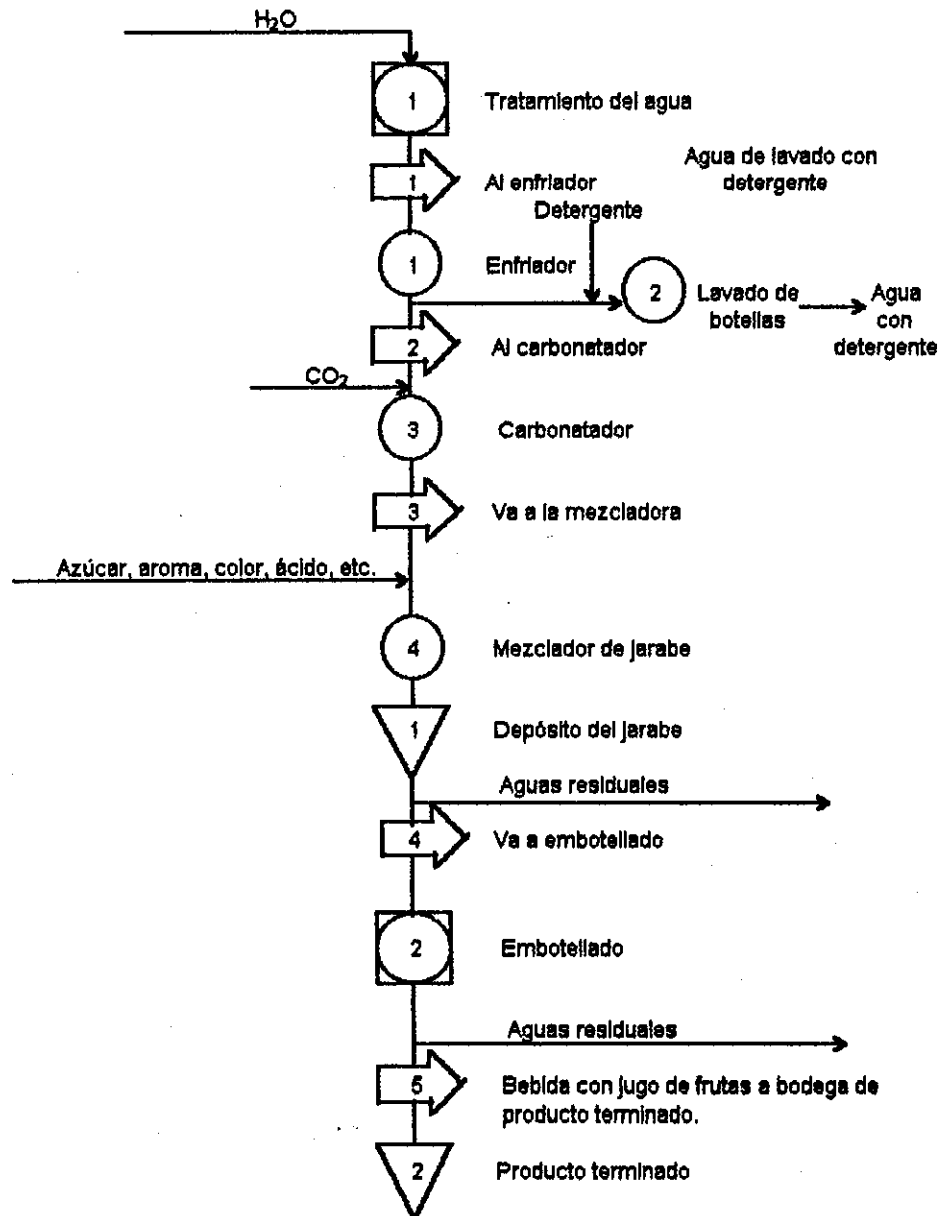 H₂O
1
Tratamiento del agua
Agua de lavado con
detergente
1
Al enfriador
Detergente
1
Enfriador
2
Lavado de
botellas
Agua
con
detergente
2
Al carbonatador
CO₂
3
Carbonatador
3
Va a la mezcladora
Azúcar, aroma, color, ácido, etc.
4
Mezclador de jarabe
1
Depósito del jarabe
Aguas residuales
4
Va a embotellado
2
Embotellado
Aguas residuales
5
Bebida con jugo de frutas a bodega de
producto terminado.
2
Producto terminado